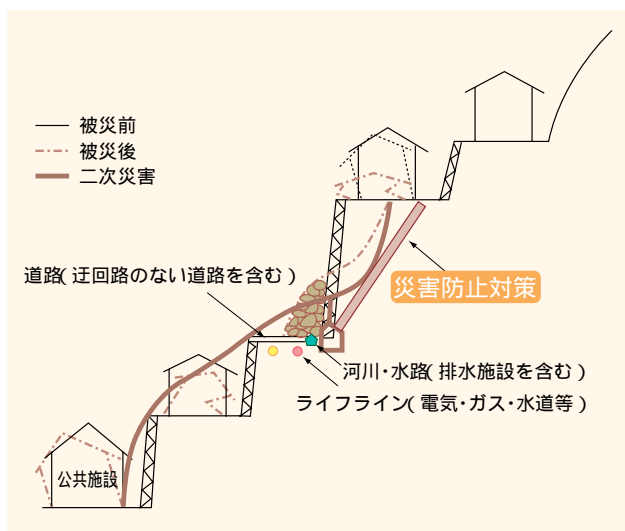 被災前
被災後
二次災害
道路（迂回路のない道路を含む）
災害防止対策
河川・水路（排水施設を含む）
ライフライン（電気・ガス・水道等）
公共施設